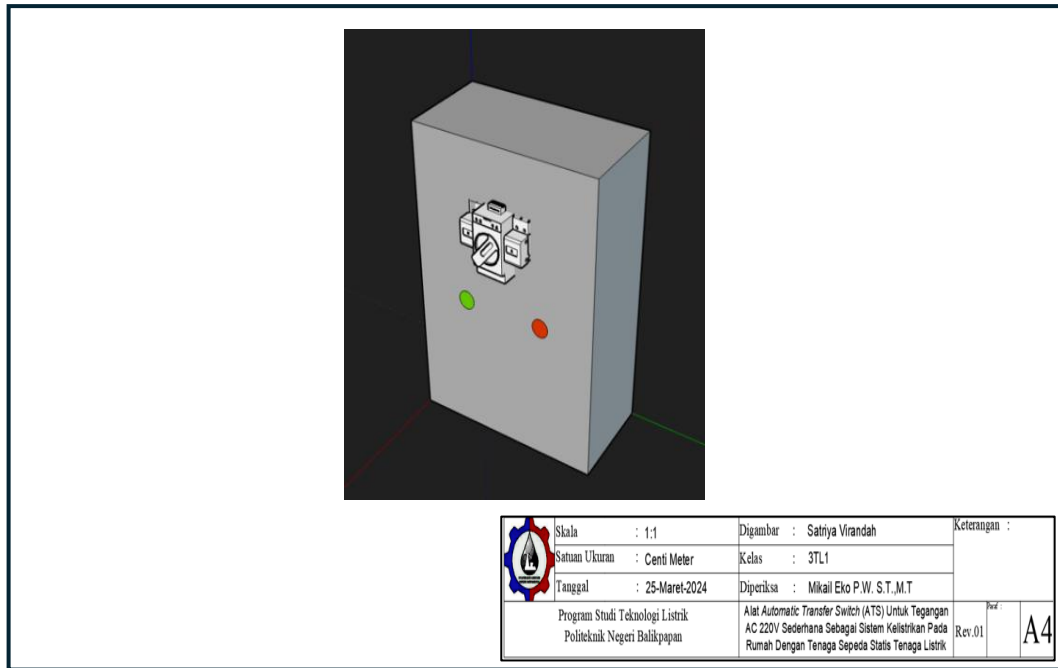 Skala : 1:1
Satuan Ukuran : Centi Meter
Tanggal : 25-Maret-2024
Program Studi Teknologi Listrik
Politeknik Negeri Balikpapan
Digambar : Satriya Virandah
Kelas : 3TL1
Diperiksa : Mikail Eko P.W. S.T.,M.T
Alat Automatic Transfer Switch (ATS) Untuk Tegangan
AC 220V Sederhana Sebagai Sistem Kelistrikan Pada
Rumah Dengan Tenaga Sepeda Statis Tenaga Listrik
Keterangan :
Rev.01
Paraf :
A4